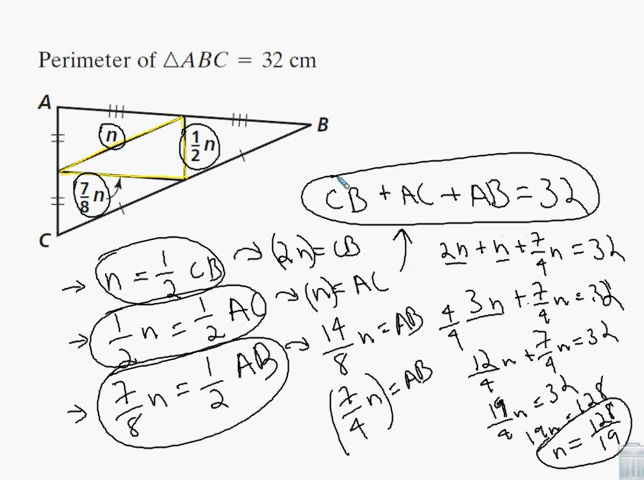 Perimeter of △ABC = 32 cm
A
B
C
n
1/2 n
7/8 n
CB + AC + AB = 32
→ n = 1/2 CB → (2n) = CB
→ 1/2 n = 1/2 AC → (n) = AC
→ 7/8 n = 1/2 AB → 14/8 n = AB
(7/4 n) = AB
2n + n + 7/4 n = 32
4/4 3n + 7/4 n = 32
12/4 n + 7/4 n = 32
19/4 n = 32
19n = 128
n = 128/19